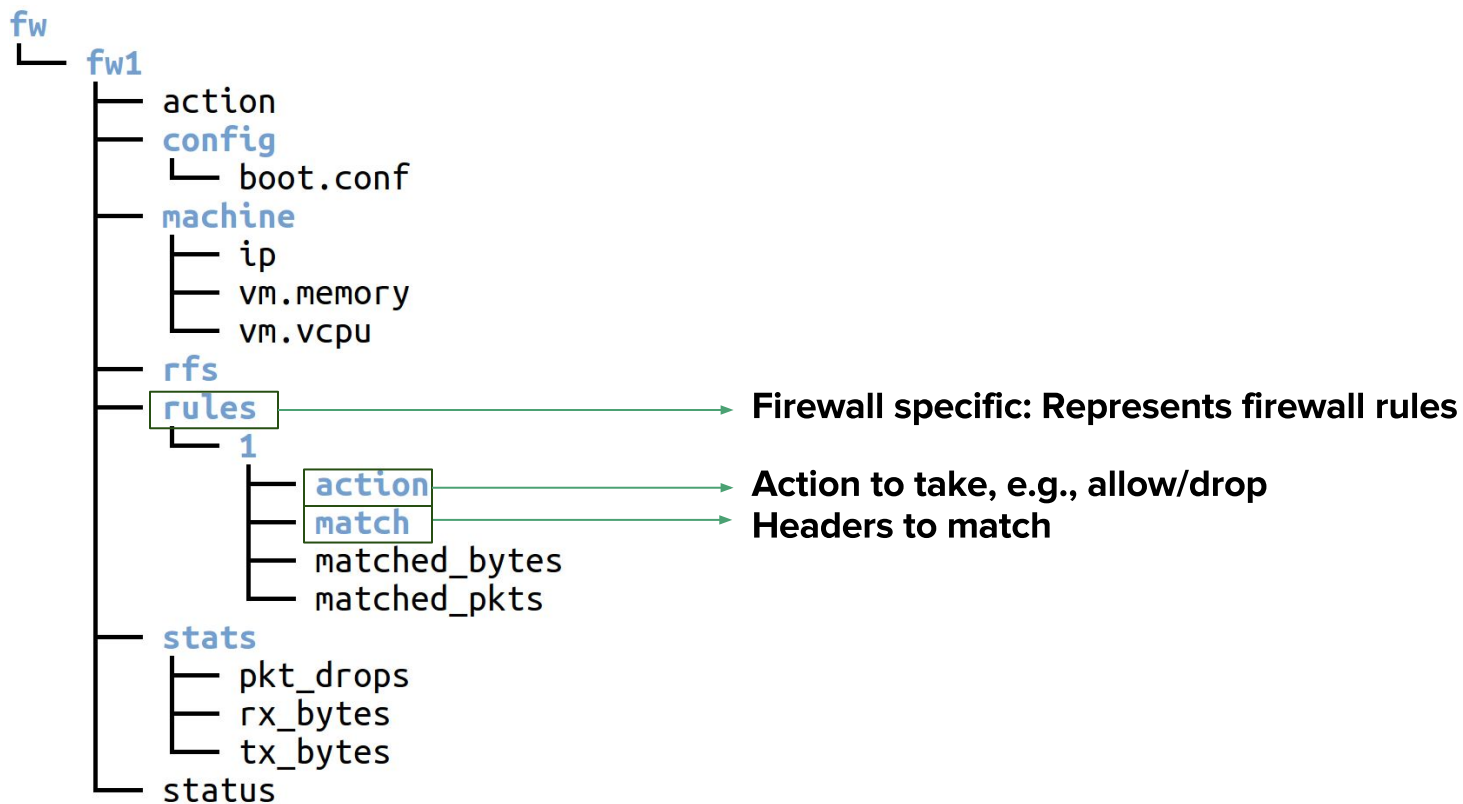 fw
fw1
action
config
boot.conf
machine
ip
vm.memory
vm.vcpu
rfs
rules
Firewall specific: Represents firewall rules
1
action
Action to take, e.g., allow/drop
match
Headers to match
matched_bytes
matched_pkts
stats
pkt_drops
rx_bytes
tx_bytes
status